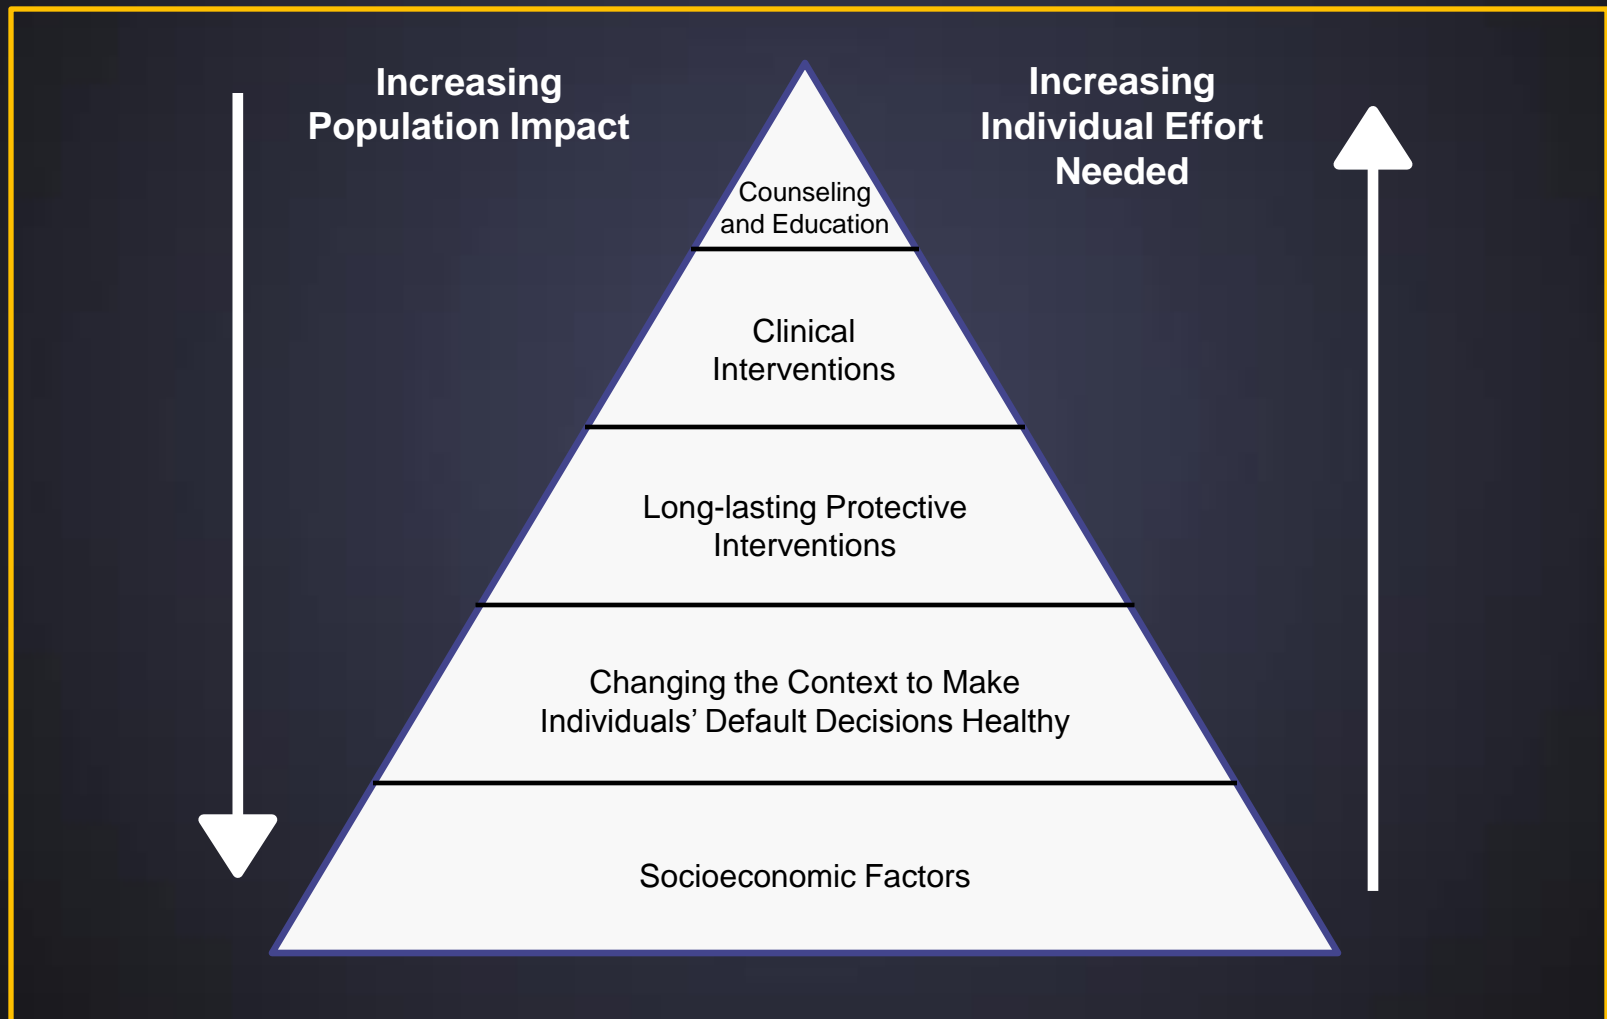 Increasing
Population Impact
Increasing
Individual Effort
Needed
Counseling
and Education
Clinical
Interventions
Long-lasting Protective
Interventions
Changing the Context to Make
Individuals’ Default Decisions Healthy
Socioeconomic Factors